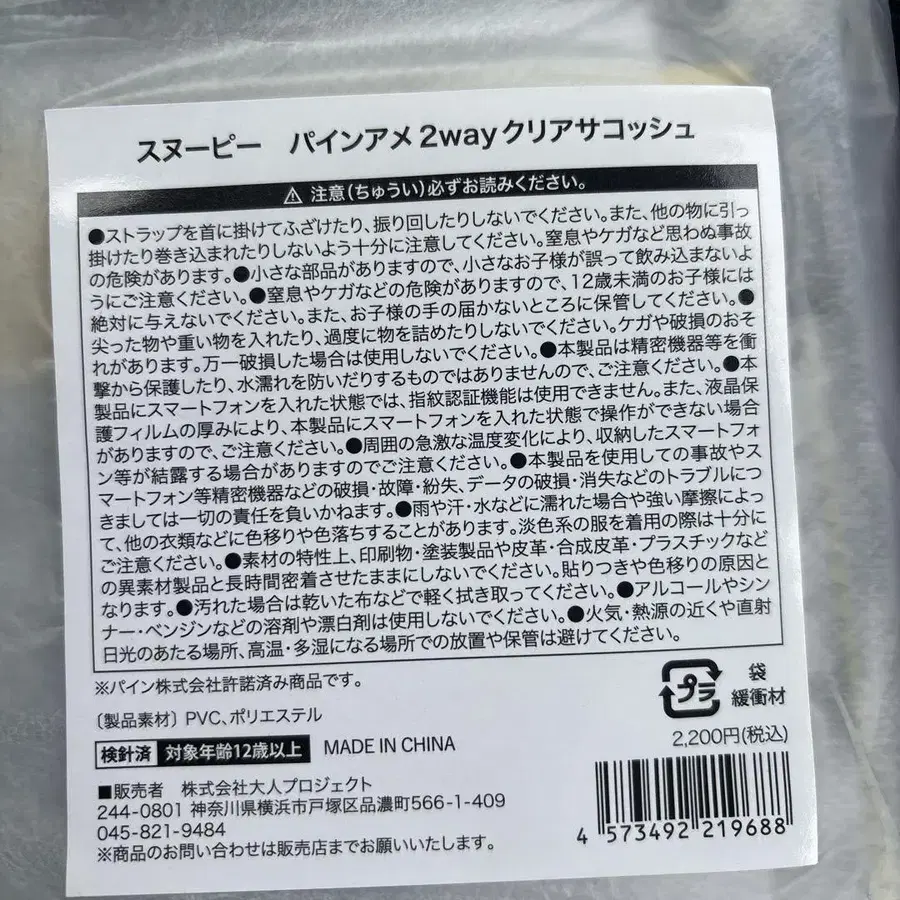 スヌーピー　パインアメ2wayクリアサコッシュ
⚠ 注意(ちゅうい)必ずお読みください。
●ストラップを首に掛けてふざけたり、振り回したりしないでください。また、他の物に引っ
掛けたり巻き込まれたりしないよう十分に注意してください。窒息やケガなど思わぬ事故
の危険があります。●小さな部品がありますので、小さなお子様が誤って飲み込まないよ
うにご注意ください。●窒息やケガなどの危険がありますので、12歳未満のお子様には
絶対に与えないでください。また、お子様の手の届かないところに保管してください。●
尖った物や重い物を入れたり、過度に物を詰めたりしないでください。ケガや破損のおそ
れがあります。万一破損した場合は使用しないでください。●本製品は精密機器等を衝
撃から保護したり、水濡れを防いだりするものではありませんので、ご注意ください。●本
製品にスマートフォンを入れた状態では、指紋認証機能は使用できません。また、液晶保
護フィルムの厚みにより、本製品にスマートフォンを入れた状態で操作ができない場合
がありますので、ご注意ください。●周囲の急激な温度変化により、収納したスマートフォ
ン等が結露する場合がありますのでご注意ください。●本製品を使用しての事故やス
マートフォン等精密機器などの破損・故障・紛失、データの破損・消失などのトラブルにつ
きましては一切の責任を負いかねます。●雨や汗・水などに濡れた場合や強い摩擦によっ
て、他の衣類などに色移りや色落ちすることがあります。淡色系の服を着用の際は十分に
ご注意ください。●素材の特性上、印刷物・塗装製品や皮革・合成皮革・プラスチックなど
の異素材製品と長時間密着させたままにしないでください。貼りつきや色移りの原因と
なります。●汚れた場合は乾いた布などで軽く拭き取ってください。●アルコールやシン
ナー・ベンジンなどの溶剤や漂白剤は使用しないでください。●火気・熱源の近くや直射
日光のあたる場所、高温・多湿になる場所での放置や保管は避けてください。
※パイン株式会社許諾済み商品です。
〔製品素材〕PVC、ポリエステル
検針済 対象年齢12歳以上 MADE IN CHINA
■販売者　株式会社大人プロジェクト
244-0801 神奈川県横浜市戸塚区品濃町566-1-409
045-821-9484
※商品のお問い合わせは販売店までお願いいたします。
プラ
袋
緩衝材
2,200円(税込)
4 573492 219688